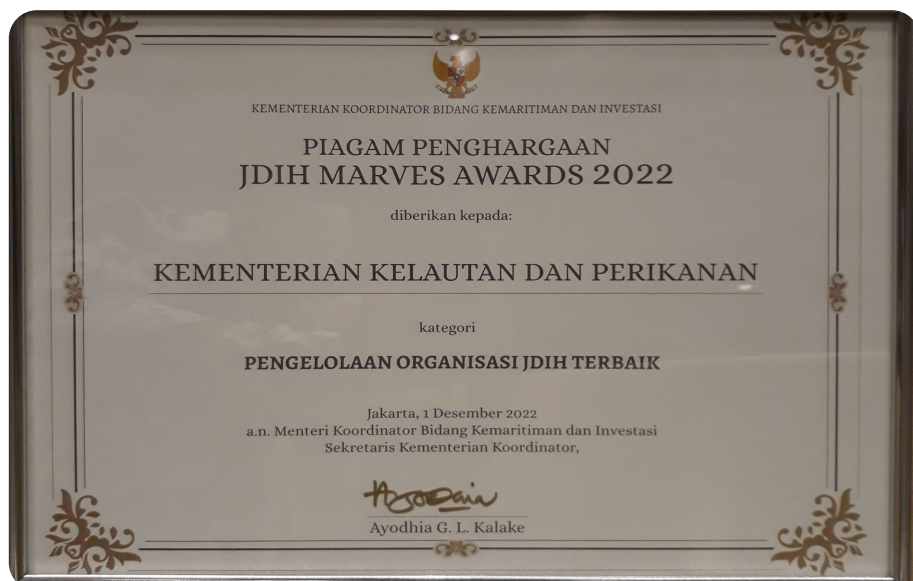 KEMENTERIAN KOORDINATOR BIDANG KEMARITIMAN DAN INVESTASI
PIAGAM PENGHARGAAN
JDIH MARVES AWARDS 2022
diberikan kepada:
KEMENTERIAN KELAUTAN DAN PERIKANAN
kategori
PENGELOLAAN ORGANISASI JDIH TERBAIK
Jakarta, 1 Desember 2022
a.n. Menteri Koordinator Bidang Kemaritiman dan Investasi
Sekretaris Kementerian Koordinator,
Ayodhia G. L. Kalake